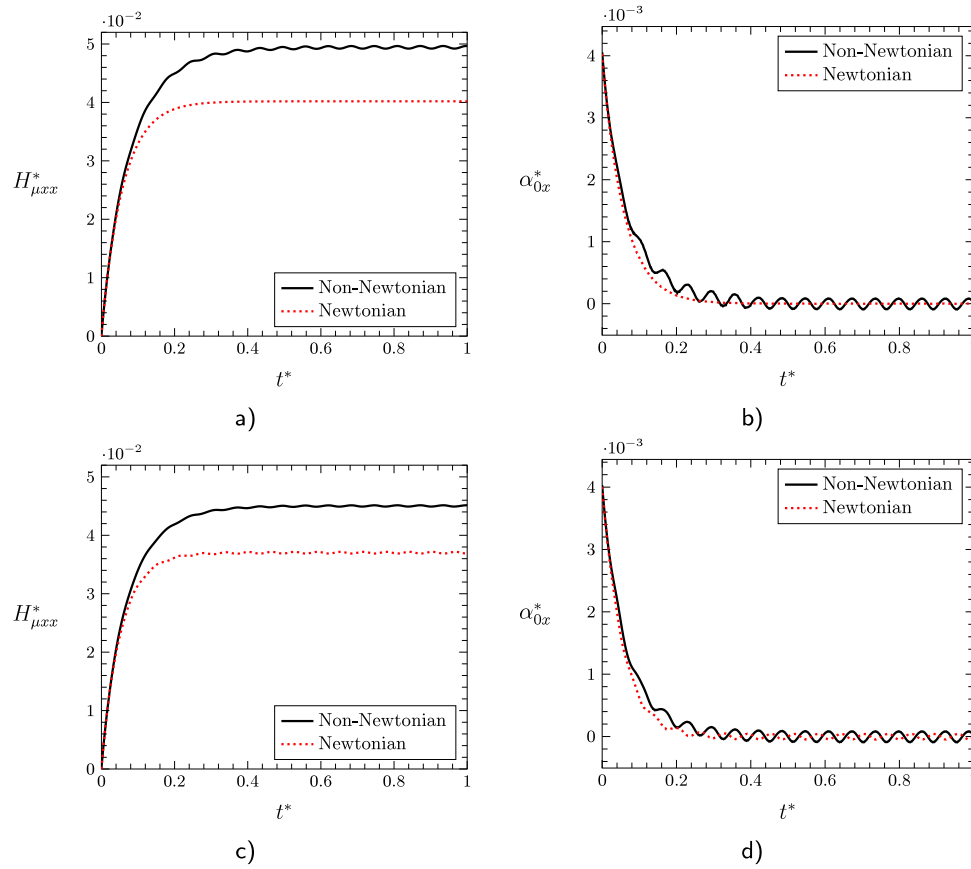 ·10⁻²
5
4
3
2
1
0
H*μxx
0 0.2 0.4 0.6 0.8 1
t*
Non-Newtonian
Newtonian
a)
·10⁻³
4
3
2
1
0
α*0x
0 0.2 0.4 0.6 0.8
t*
Non-Newtonian
Newtonian
b)
·10⁻²
5
4
3
2
1
0
H*μxx
0 0.2 0.4 0.6 0.8 1
t*
Non-Newtonian
Newtonian
c)
·10⁻³
4
3
2
1
0
α*0x
0 0.2 0.4 0.6 0.8
t*
Non-Newtonian
Newtonian
d)